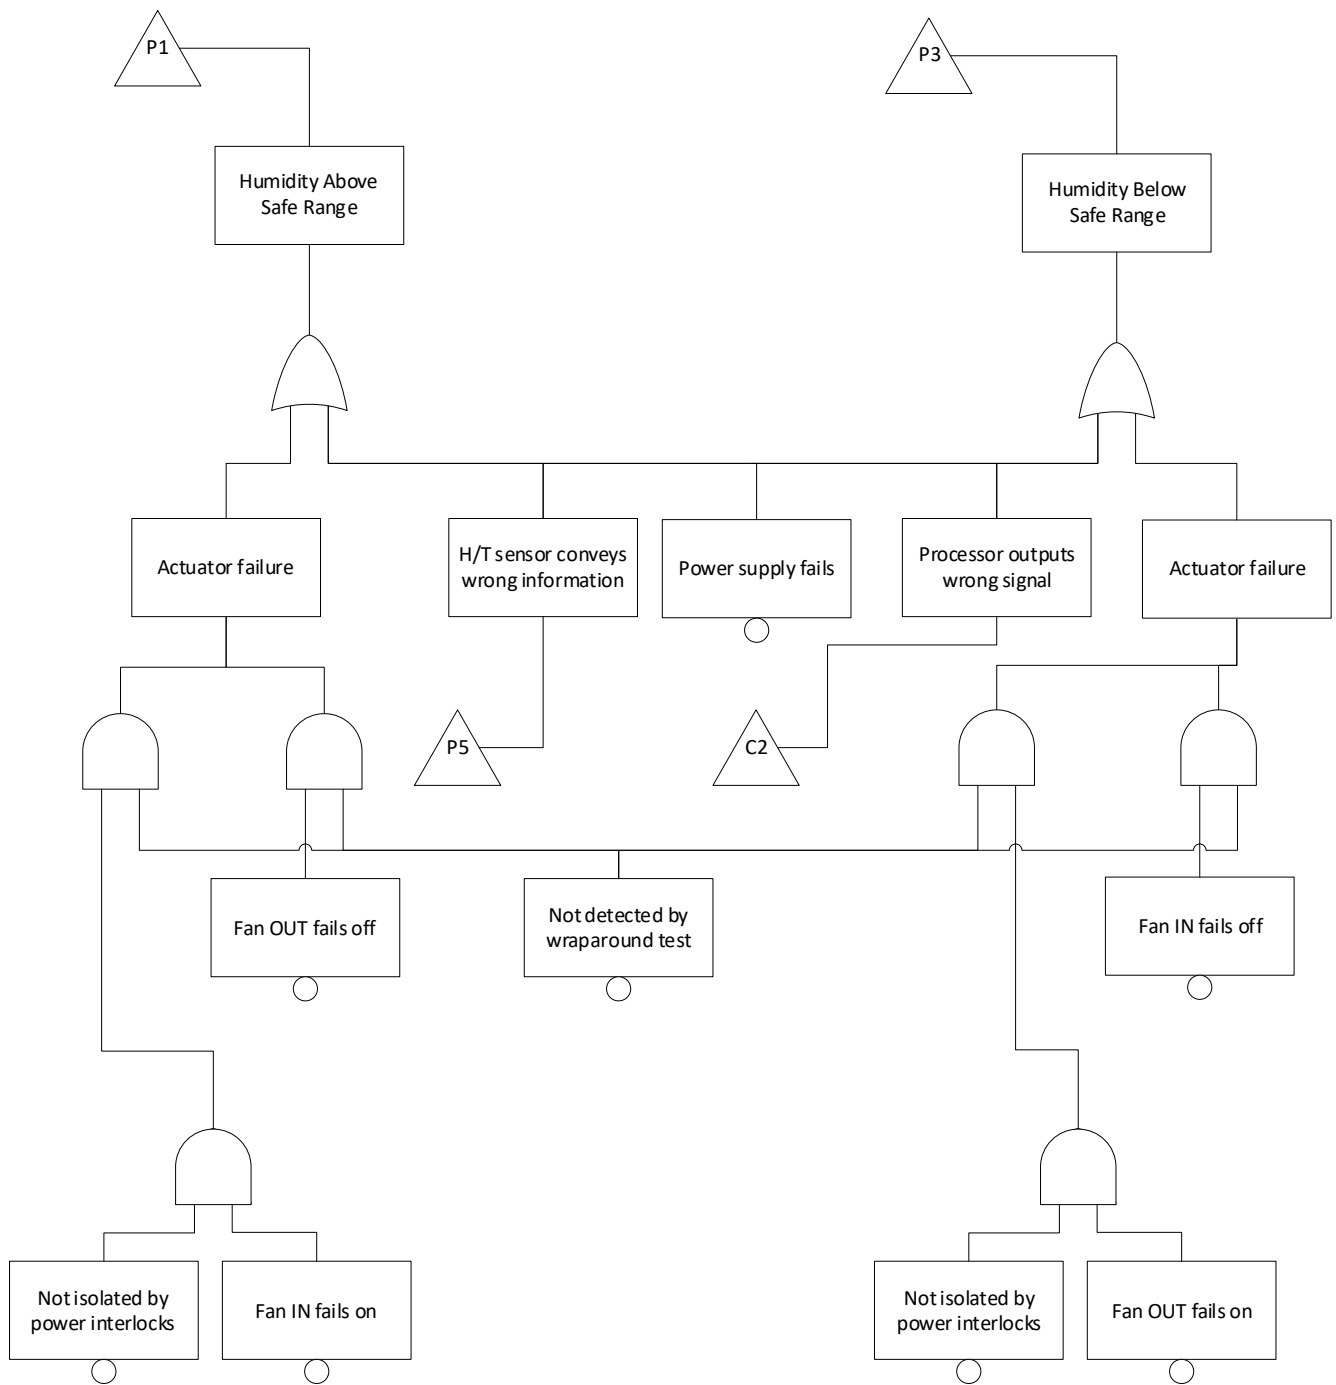 P1
P3
Humidity Above
Safe Range
Humidity Below
Safe Range
Actuator failure
H/T sensor conveys
wrong information
Power supply fails
Processor outputs
wrong signal
Actuator failure
P5
C2
Fan OUT fails off
Not detected by
wraparound test
Fan IN fails off
Not isolated by
power interlocks
Fan IN fails on
Not isolated by
power interlocks
Fan OUT fails on